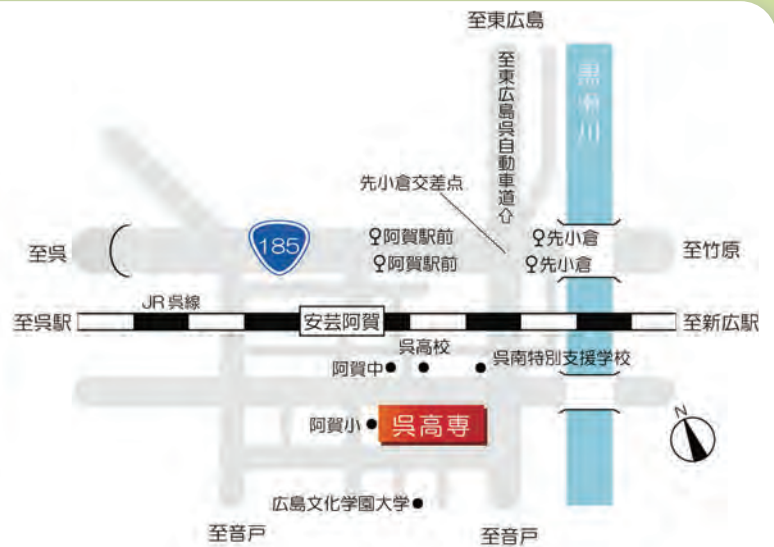 至東広島
至東広島呉自動車道⇧
黒瀬川
先小倉交差点
185
阿賀駅前
先小倉
至呉
至竹原
阿賀駅前
先小倉
JR呉線
至呉駅
安芸阿賀
至新広駅
呉高校
阿賀中
呉南特別支援学校
阿賀小
呉高専
N
広島文化学園大学
至音戸
至音戸